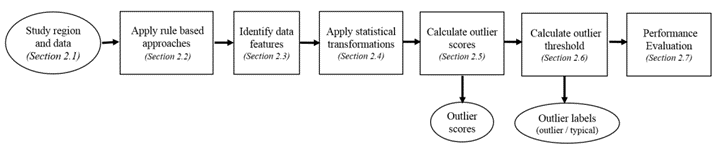 Study region
and data
(Section 2.1)
Apply rule based
approaches
(Section 2.2)
Identify data
features
(Section 2.3)
Apply statistical
transformations
(Section 2.4)
Calculate outlier
scores
(Section 2.5)
Calculate outlier
threshold
(Section 2.6)
Performance
Evaluation
(Section 2.7)
Outlier
scores
Outlier labels
(outlier / typical)